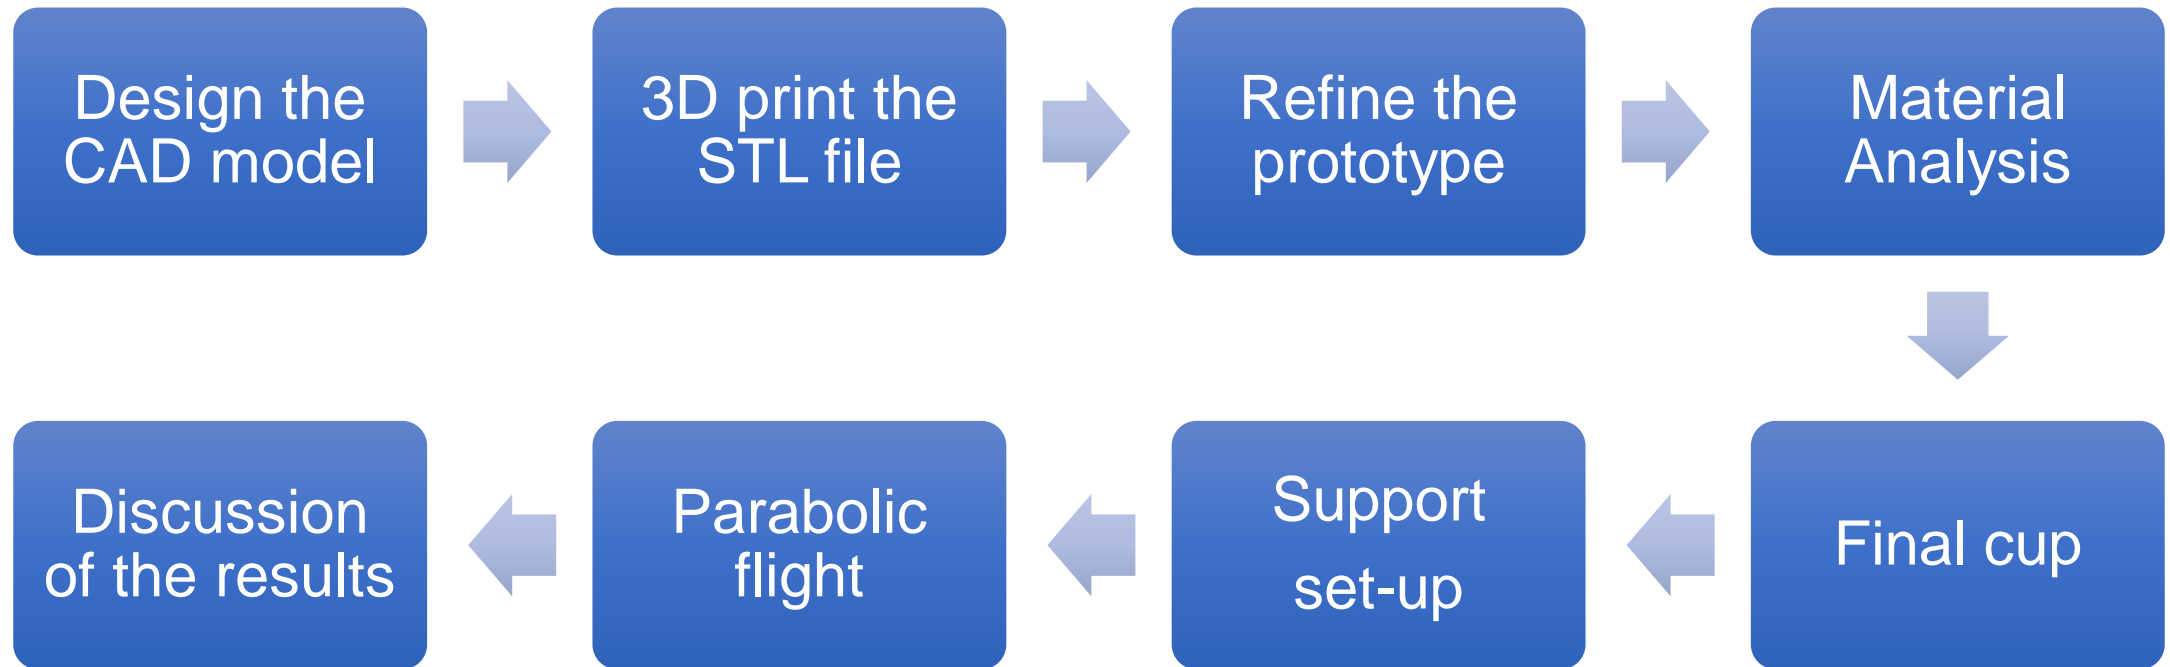 Design the
CAD model
3D print the
STL file
Refine the
prototype
Material
Analysis
Final cup
Support
set-up
Parabolic
flight
Discussion
of the results